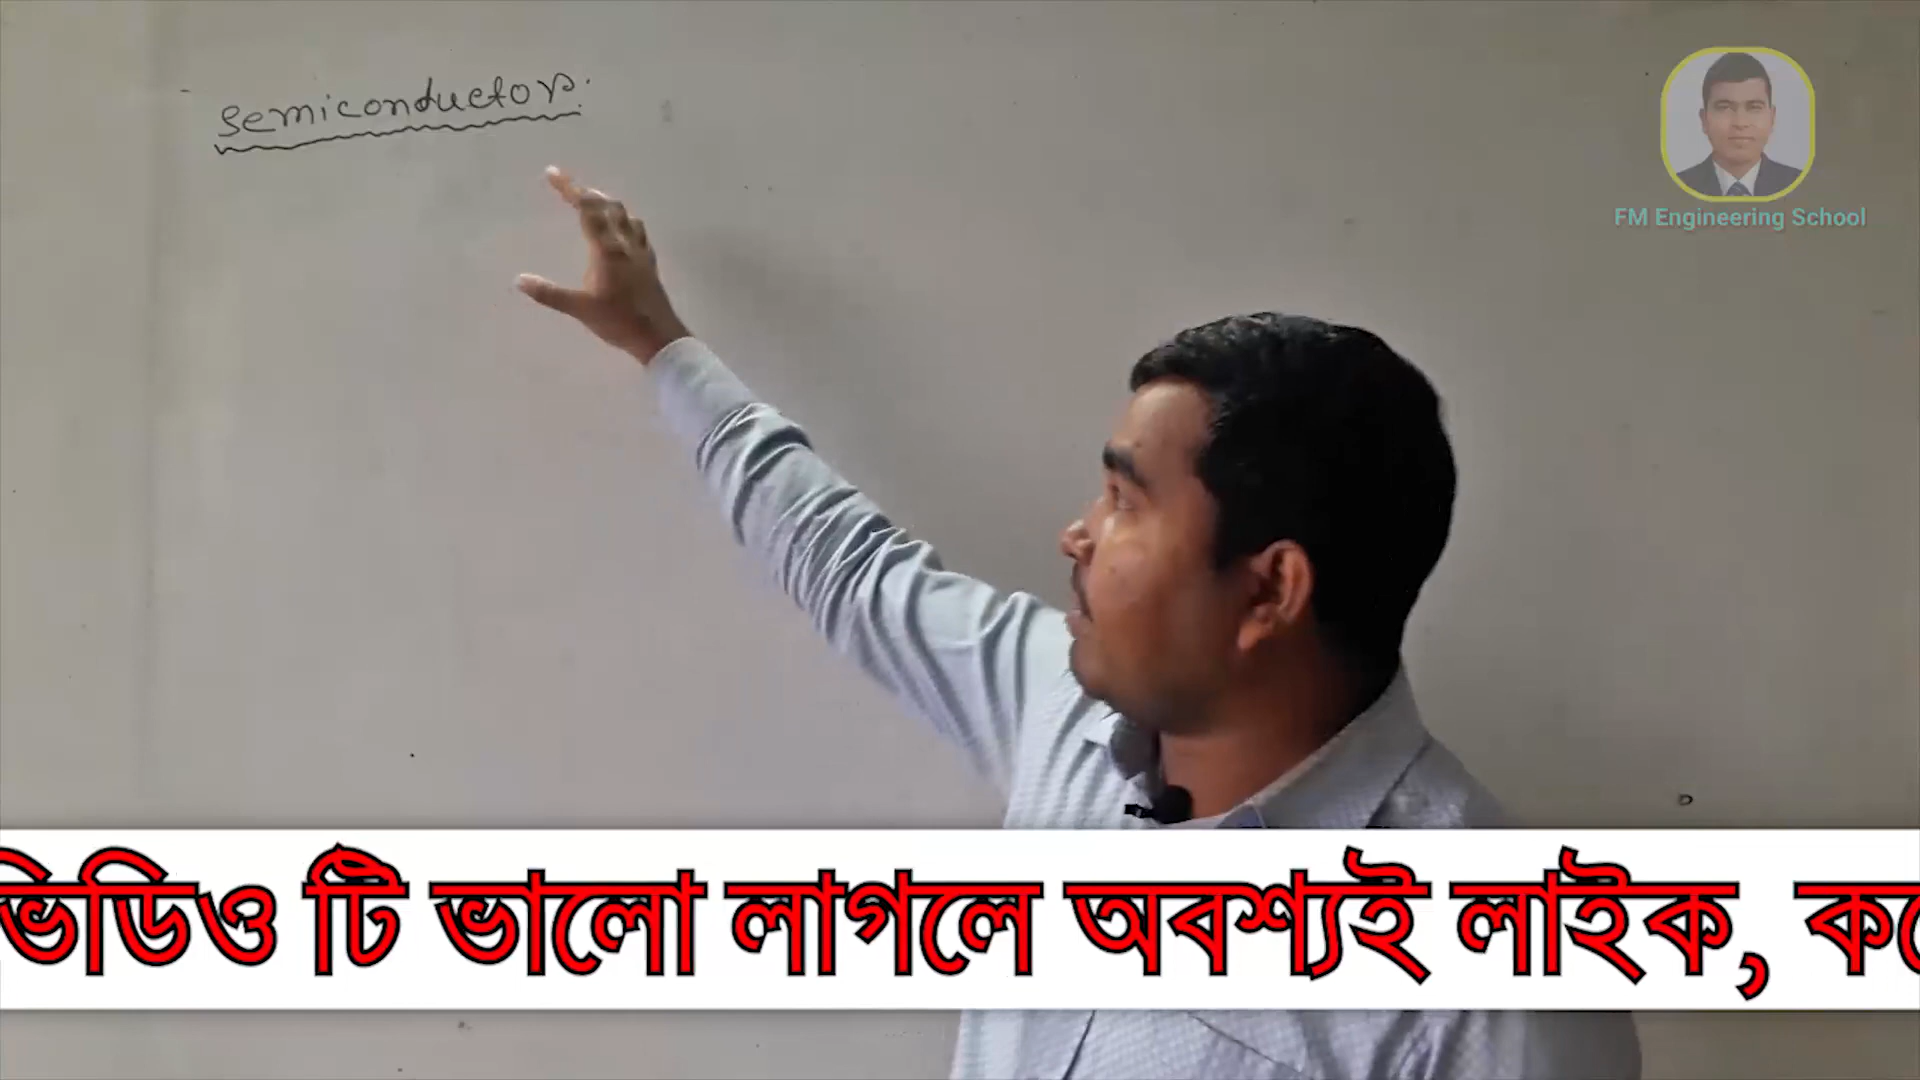 semiconductor.
FM Engineering School
ভিডিও টি ভালো লাগলে অবশ্যই লাইক,